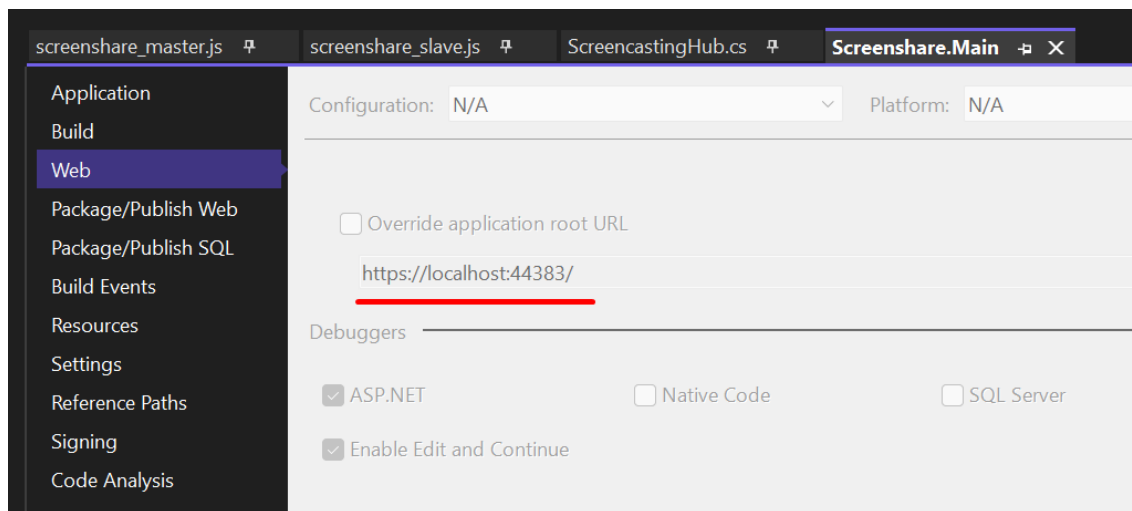 screenshare_master.js screenshare_slave.js ScreencastingHub.cs Screenshare.Main
Application
Build
Web
Package/Publish Web
Package/Publish SQL
Build Events
Resources
Settings
Reference Paths
Signing
Code Analysis
Configuration: N/A Platform: N/A
Override application root URL
https://localhost:44383/
Debuggers
ASP.NET Native Code SQL Server
Enable Edit and Continue